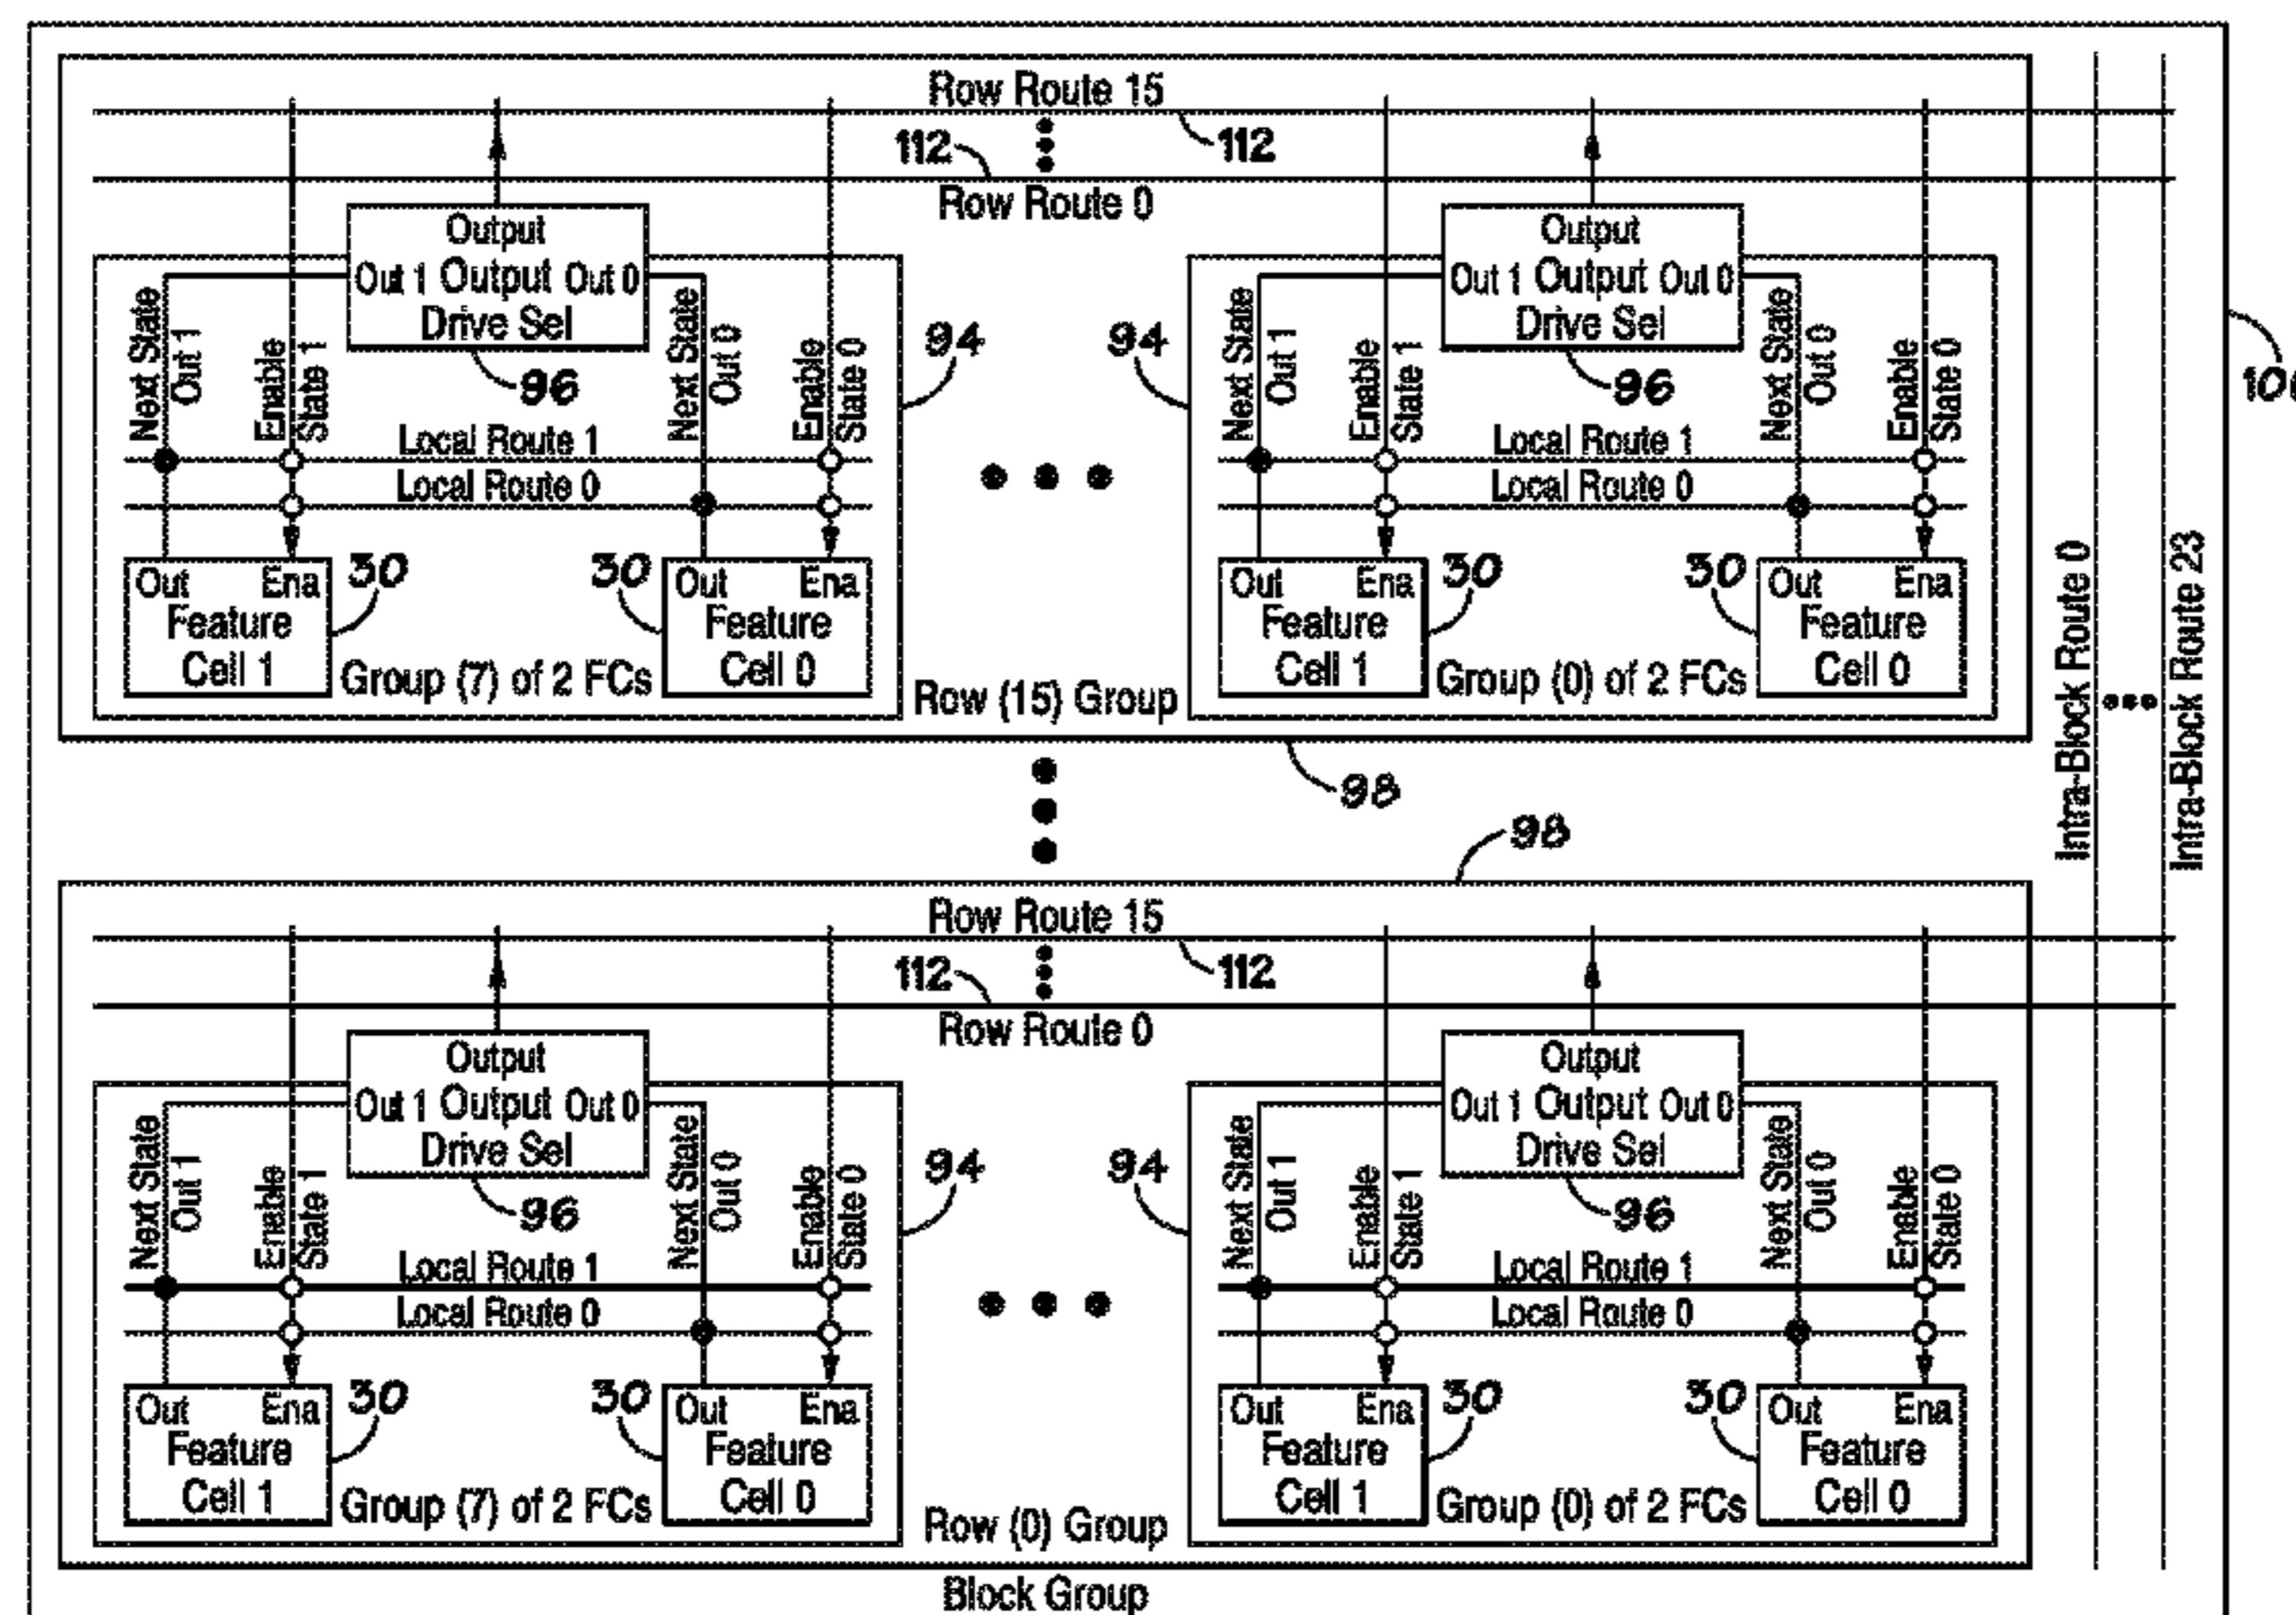 Row Route 15
112
112
Row Route 0
Output
Out 1 Output Out 0
Drive Sel
Next State
Out 1
Enable
State 1
96
Next State
Out 0
Enable
State 0
94
Local Route 1
Local Route 0
Out Ena
Feature
Cell 1
30
30
Out Ena
Feature
Cell 0
Group (7) of 2 FCs
Row (15) Group
Output
Out 1 Output Out 0
Drive Sel
94
Next State
Out 1
Enable
State 1
96
Next State
Out 0
Enable
State 0
Local Route 1
Local Route 0
Out Ena
Feature
Cell 1
30
30
Out Ena
Feature
Cell 0
Group (0) of 2 FCs
98
Intra-Block Route 0
Intra-Block Route 23
98
Row Route 15
112
112
Row Route 0
Output
Out 1 Output Out 0
Drive Sel
Next State
Out 1
Enable
State 1
96
Next State
Out 0
Enable
State 0
94
Local Route 1
Local Route 0
Out Ena
Feature
Cell 1
30
30
Out Ena
Feature
Cell 0
Group (7) of 2 FCs
Row (0) Group
Output
Out 1 Output Out 0
Drive Sel
94
Next State
Out 1
Enable
State 1
96
Next State
Out 0
Enable
State 0
Local Route 1
Local Route 0
Out Ena
Feature
Cell 1
30
30
Out Ena
Feature
Cell 0
Group (0) of 2 FCs
Block Group